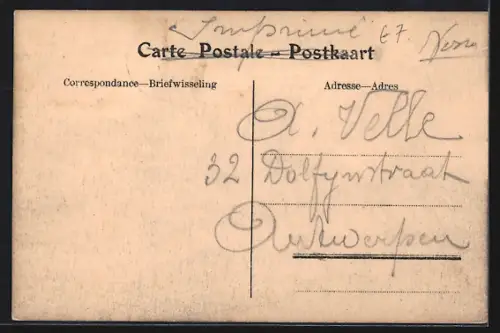 Imprimé 67.
Carte Postale – Postkaart
Correspondance—Briefwisseling
Adresse—Adres
A. Velle
32 Dolfynstraat
Antwerpen